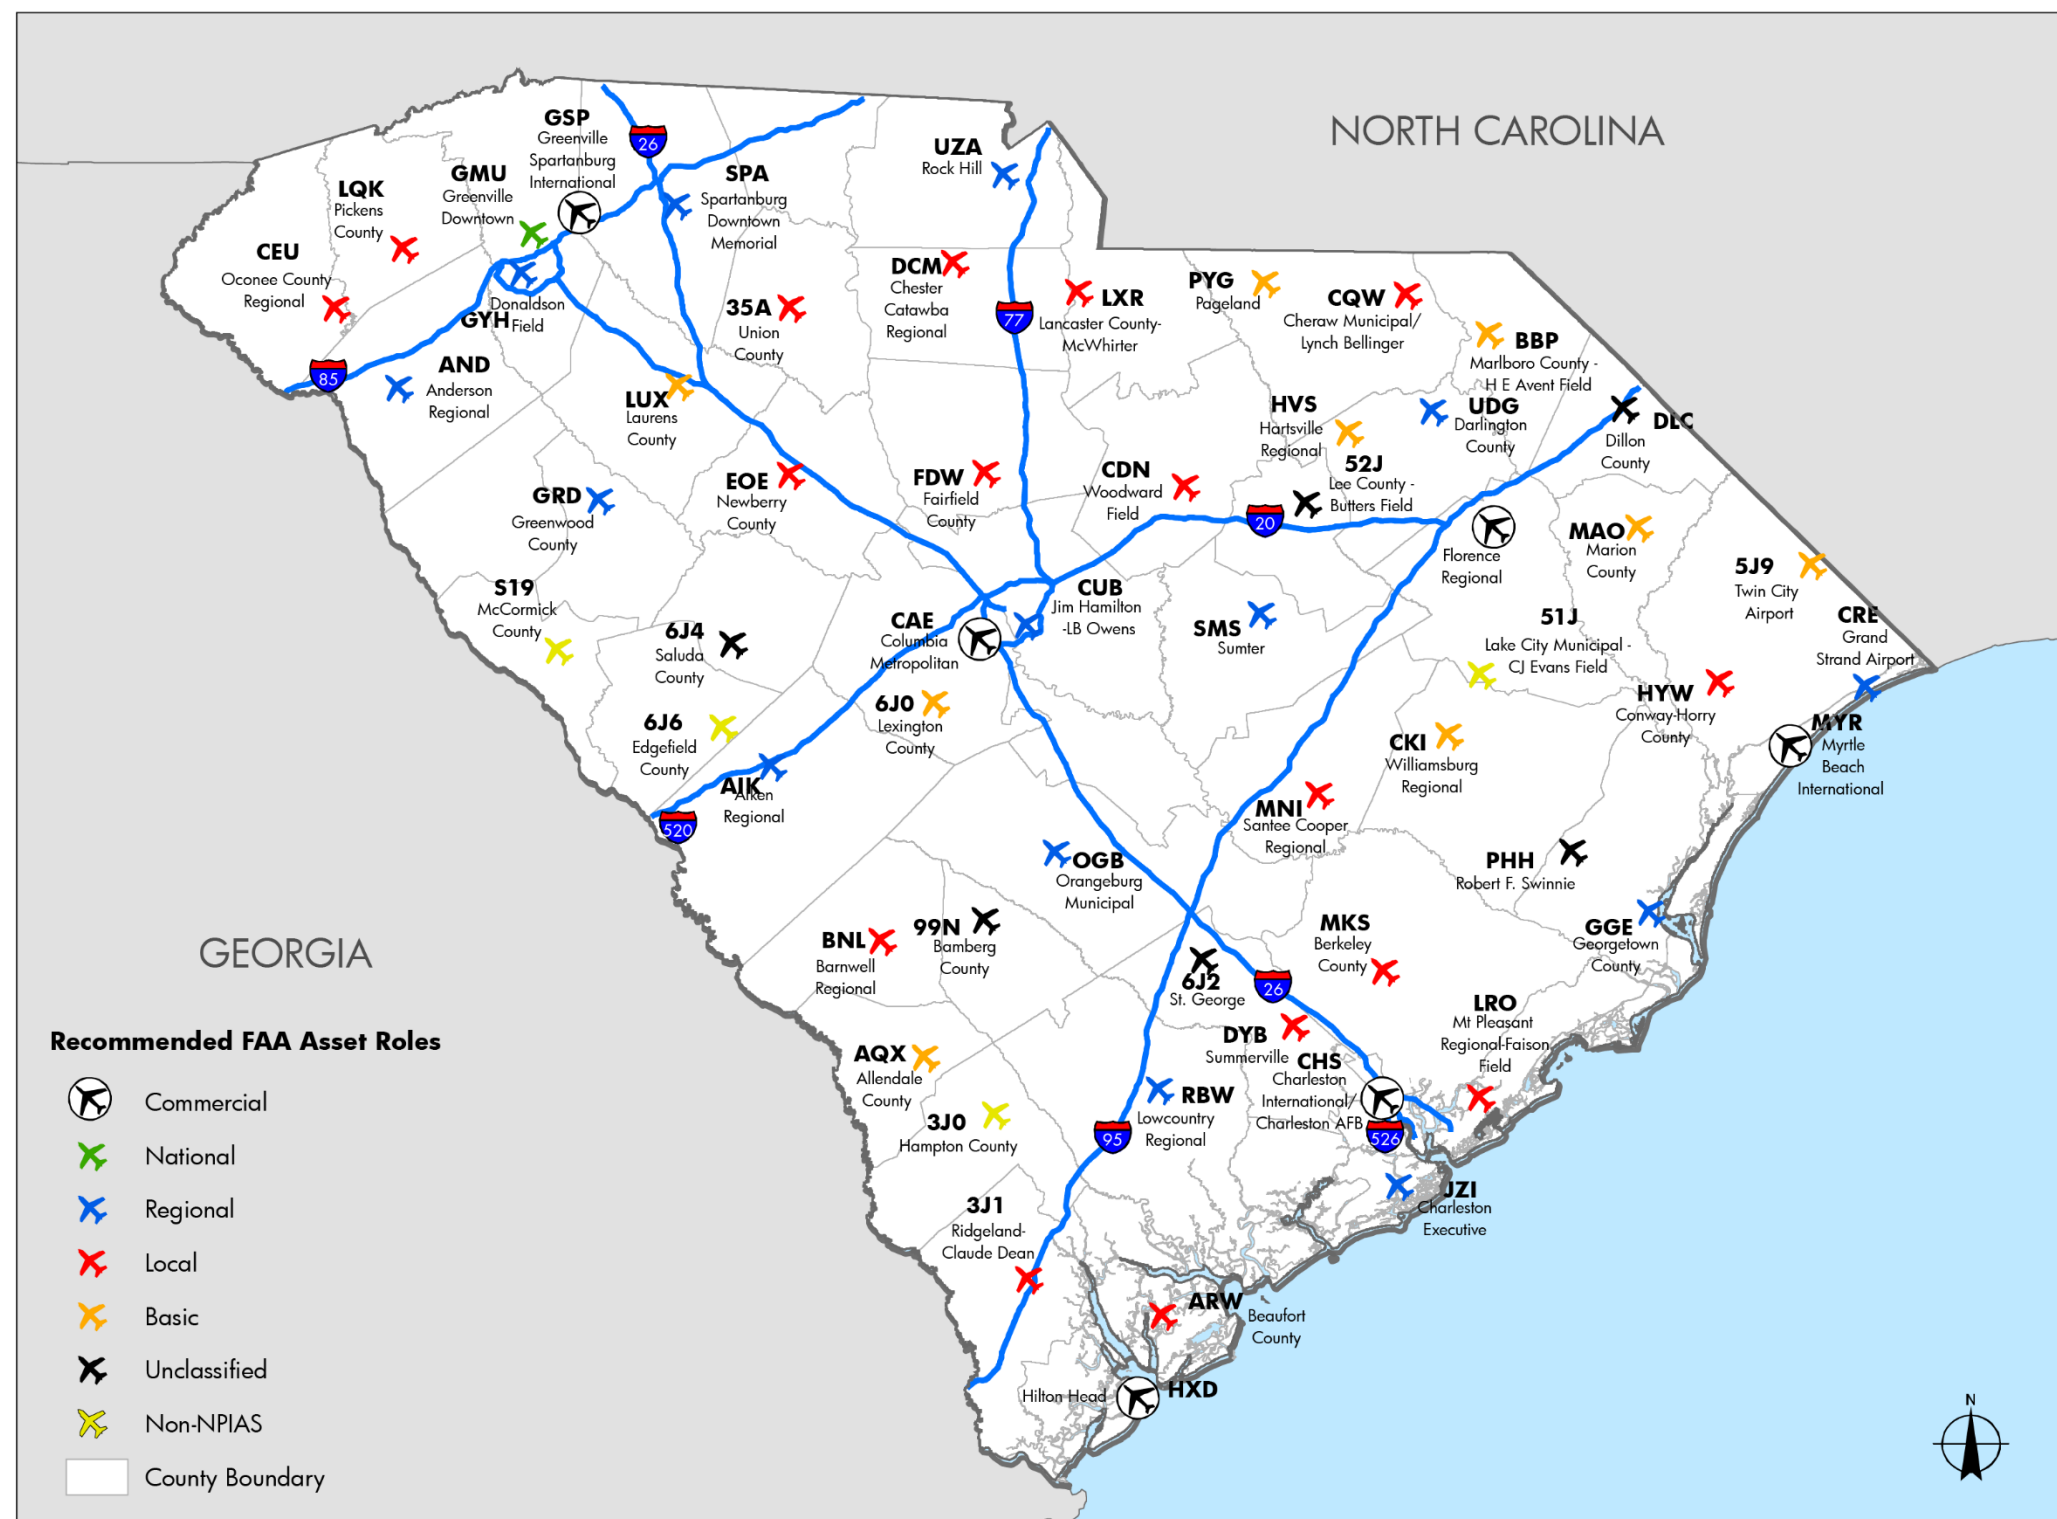 NORTH CAROLINA
GSP
Greenville
Spartanburg
International
26
UZA
Rock Hill
GMU
Greenville
Downtown
SPA
Spartanburg
Downtown
Memorial
LQK
Pickens
County
CEU
Oconee County
Regional
DCM
Chester
Catawba
Regional
77
LXR
Lancaster County-
McWhirter
PYG
Pageland
CQW
Cheraw Municipal/
Lynch Bellinger
BBP
Marlboro County -
H E Avent Field
Donaldson
Field
GYH
35A
Union
County
85
AND
Anderson
Regional
LUX
Laurens
County
HVS
Hartsville
Regional
UDG
Darlington
County
DLC
Dillon
County
GRD
Greenwood
County
EOE
Newberry
County
FDW
Fairfield
County
CDN
Woodward
Field
52J
Lee County -
Butters Field
20
Florence
Regional
MAO
Marion
County
5J9
Twin City
Airport
CRE
Grand
Strand Airport
S19
McCormick
County
6J4
Saluda
County
CAE
Columbia
Metropolitan
CUB
Jim Hamilton
-LB Owens
SMS
Sumter
51J
Lake City Municipal -
CJ Evans Field
HYW
Conway-Horry
County
MYR
Myrtle
Beach
International
6J6
Edgefield
County
6J0
Lexington
County
CKI
Williamsburg
Regional
AIK
Aiken
Regional
520
MNI
Santee Cooper
Regional
OGB
Orangeburg
Municipal
PHH
Robert F. Swinnie
GEORGIA
BNL
Barnwell
Regional
99N
Bamberg
County
MKS
Berkeley
County
GGE
Georgetown
County
6J2
St. George
26
LRO
Mt Pleasant
Regional-Faison
Field
DYB
Summerville
CHS
Charleston
International/
Charleston AFB
526
AQX
Allendale
County
3J0
Hampton County
95
RBW
Lowcountry
Regional
JZI
Charleston
Executive
3J1
Ridgeland-
Claude Dean
ARW
Beaufort
County
Hilton Head
HXD
Recommended FAA Asset Roles
Commercial
National
Regional
Local
Basic
Unclassified
Non-NPIAS
County Boundary
N